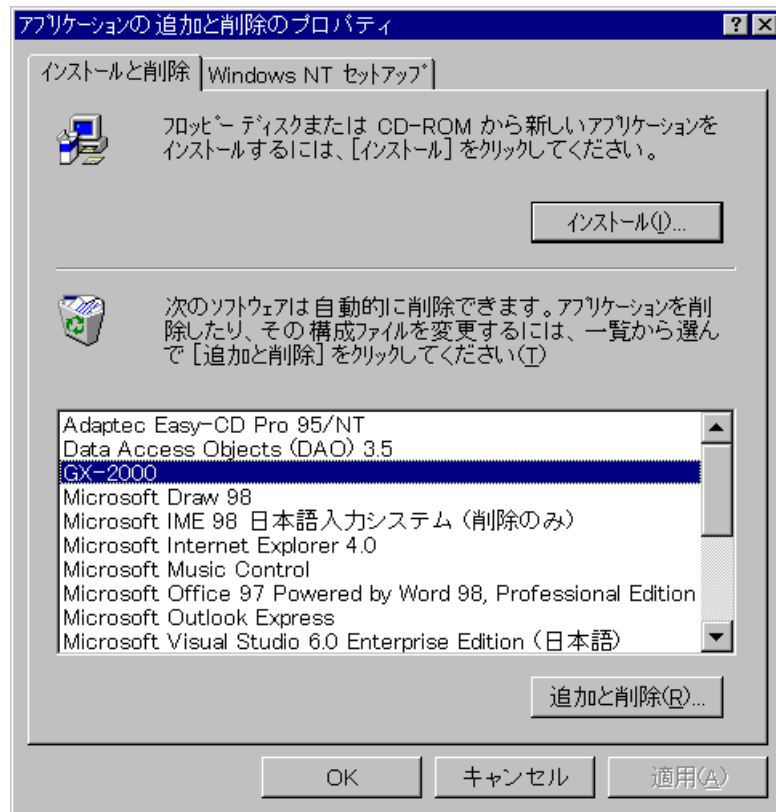 アプリケーションの追加と削除のプロパティ
インストールと削除
Windows NT セットアップ
フロッピー ディスクまたは CD-ROM から新しいアプリケーションを
インストールするには、[インストール] をクリックしてください。
インストール(I)...
次のソフトウェアは自動的に削除できます。アプリケーションを削
除したり、その構成ファイルを変更するには、一覧から選ん
で [追加と削除] をクリックしてください(T)
Adaptec Easy-CD Pro 95/NT
Data Access Objects (DAO) 3.5
GX-2000
Microsoft Draw 98
Microsoft IME 98 日本語入力システム (削除のみ)
Microsoft Internet Explorer 4.0
Microsoft Music Control
Microsoft Office 97 Powered by Word 98, Professional Edition
Microsoft Outlook Express
Microsoft Visual Studio 6.0 Enterprise Edition (日本語)
追加と削除(R)...
OK
キャンセル
適用(A)